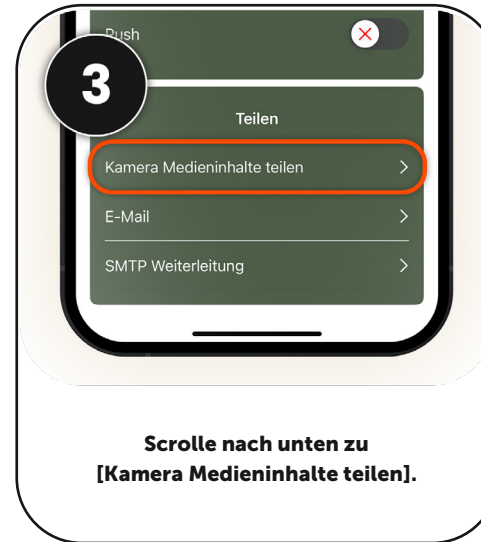 Push
3
Teilen
Kamera Medieninhalte teilen
E-Mail
SMTP Weiterleitung
Scrolle nach unten zu
[Kamera Medieninhalte teilen].